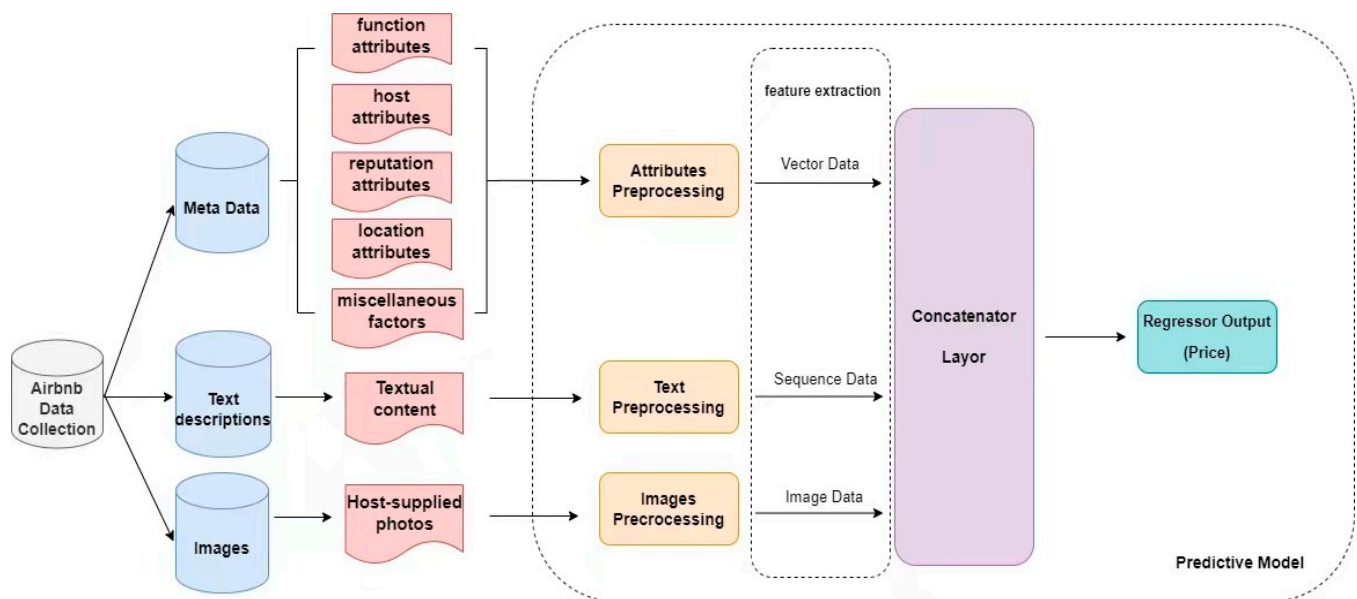 function
attributes
host
attributes
reputation
attributes
location
attributes
miscellaneous
factors
Meta Data
Airbnb
Data
Collection
Text
descriptions
Images
Textual
content
Host-supplied
photos
Attributes
Preprocessing
Text
Preprocessing
Images
Precrocessing
feature extraction
Vector Data
Sequence Data
Image Data
Concatenator
Layor
Regressor Output
(Price)
Predictive Model